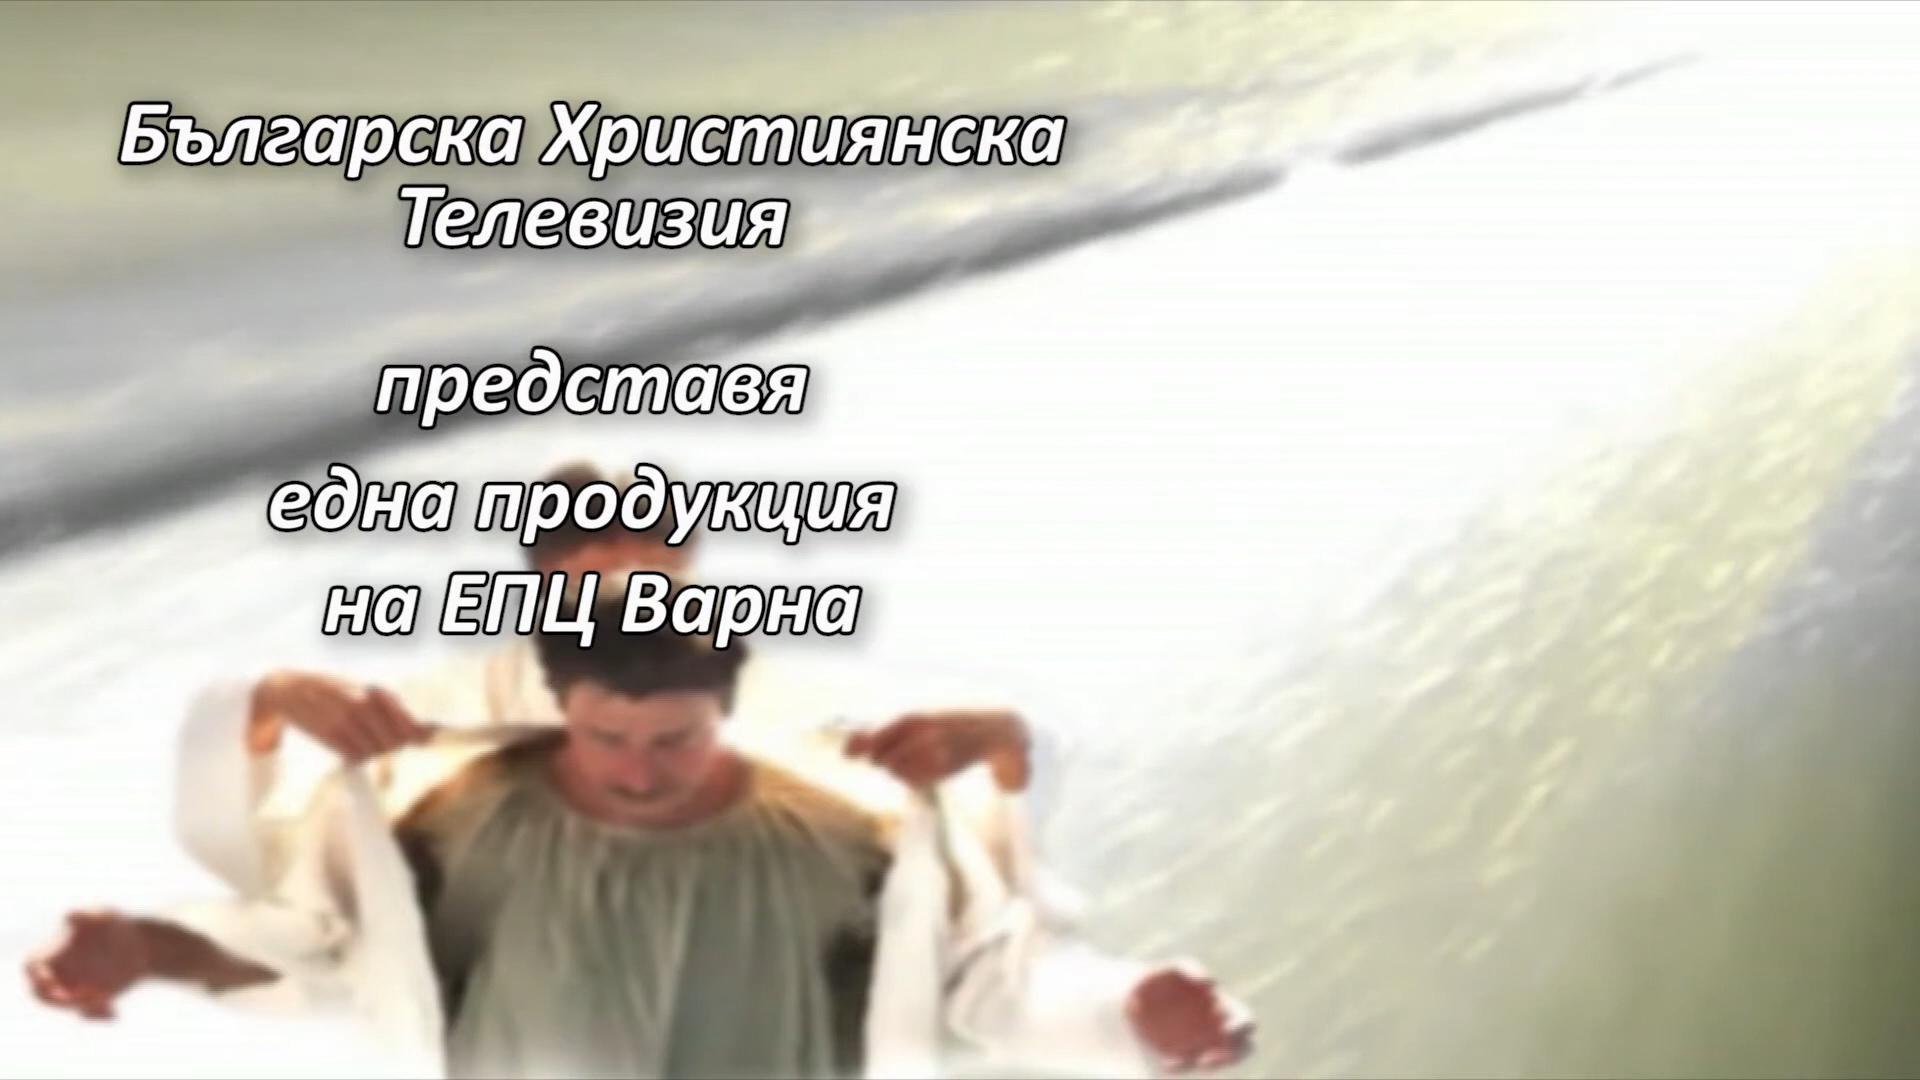 Българска Християнска
Телевизия
представя
една продукция
на ЕПЦ Варна